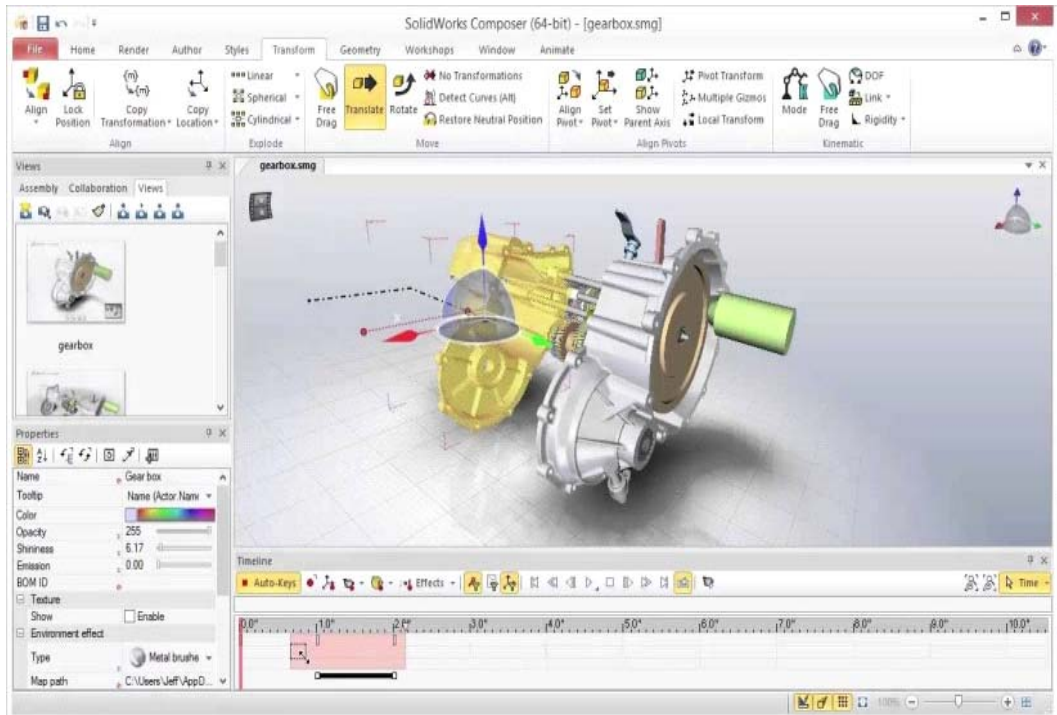 SolidWorks Composer (64-bit) - [gearbox.smg]
File Home Render Author Styles Transform Geometry Workshops Window Animate
Align Lock Position {m} {m} Copy Transformation Copy Location
Linear
Spherical
Cylindrical
Free Drag Translate Rotate
No Transformations
Detect Curves (Alt)
Restore Neutral Position
Align Pivot Set Pivot Show Parent Axis
Pivot Transform
Multiple Gizmos
Local Transform
Mode Free Drag
DOF
Link
Rigidity
Align Explode Move Align Pivots Kinematic
Views
gearbox.smg
Assembly Collaboration Views
gearbox
Properties
Name Gear box
Tooltip Name (Actor.Name
Color
Opacity 255
Shininess 6.17
Emission 0.00
BOM ID
Texture
Show Enable
Environment effect
Type Metal brushe
Map path C:\Users\Jeff\AppD...
Timeline
Auto-Keys Effects Time
0.0" 1.0" 2.0" 3.0" 4.0" 5.0" 6.0" 7.0" 8.0" 9.0" 10.0"
100%